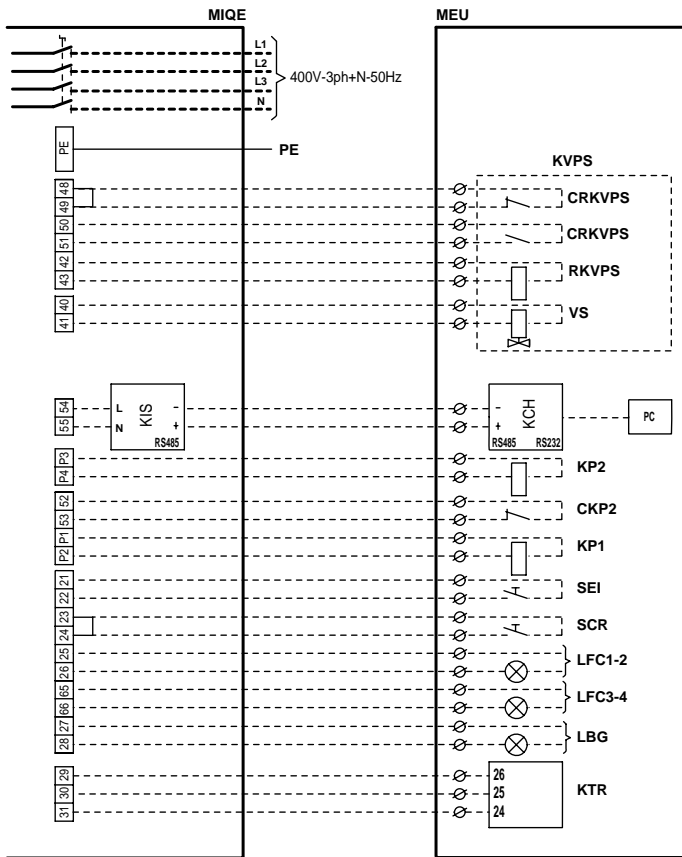 MIQE MEU
L1
L2
L3
N
400V-3ph+N-50Hz
PE PE
KVPS
48
49 CRKVPS
50
51 CRKVPS
42
43 RKVPS
40
41 VS
54 L KIS - - KCH PC
55 N + +
RS485 RS485 RS232
P3
P4 KP2
52
53 CKP2
P1
P2 KP1
21
22 SEI
23
24 SCR
25
26 LFC1-2
65
66 LFC3-4
27
28 LBG
29 26
30 25 KTR
31 24